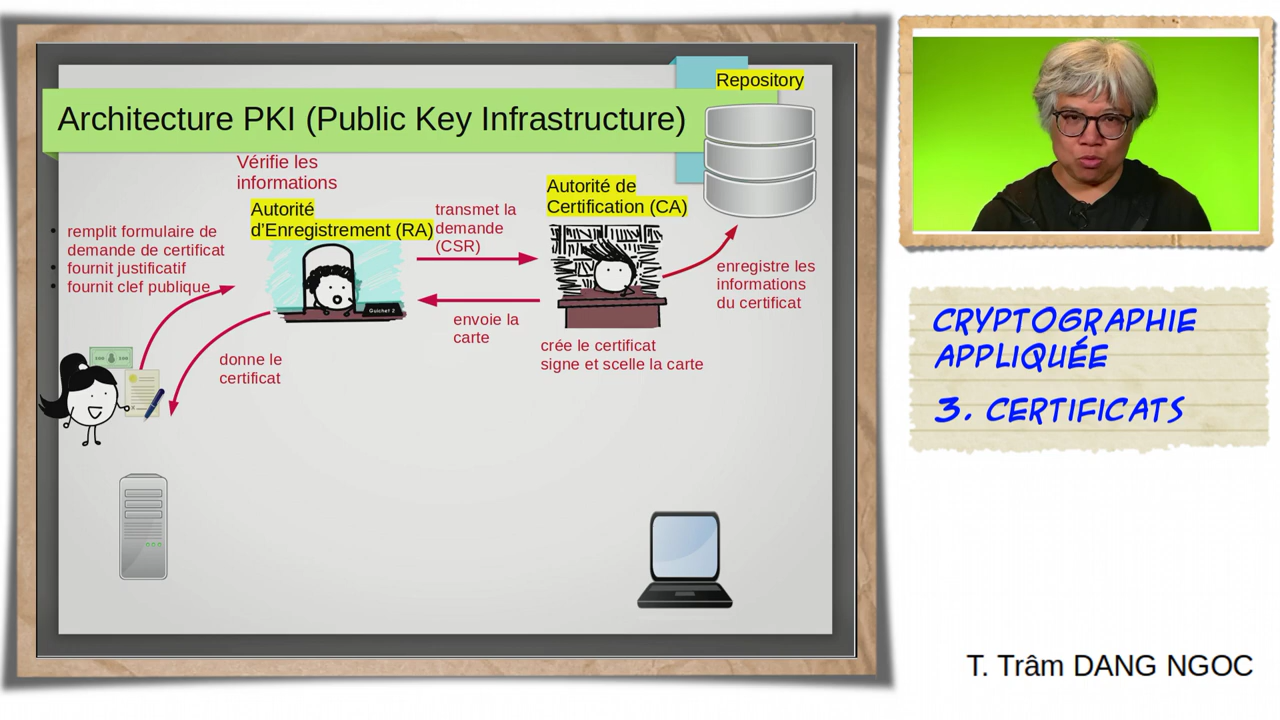 Repository
Architecture PKI (Public Key Infrastructure)
Vérifie les
informations
Autorité
d’Enregistrement (RA)
transmet la
demande
(CSR)
Autorité de
Certification (CA)
• remplit formulaire de
demande de certificat
• fournit justificatif
• fournit clef publique
Guichet 2
enregistre les
informations
du certificat
envoie la
carte
crée le certificat
signe et scelle la carte
donne le
certificat
CRYPTOGRAPHIE
APPLIQUÉE
3. CERTIFICATS
T. Trâm DANG NGOC